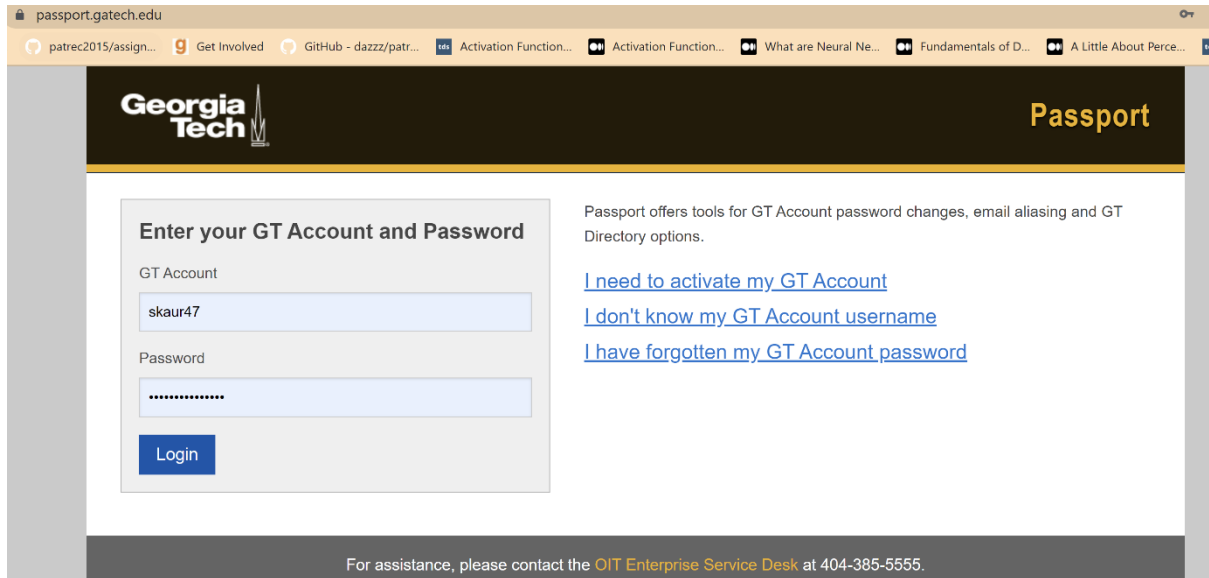 passport.gatech.edu
patrec2015/assign... Get Involved GitHub - dazzz/patr... tds Activation Function... Activation Function... What are Neural Ne... Fundamentals of D... A Little About Perce...
Georgia
Tech
Passport
Enter your GT Account and Password
GT Account
skaur47
Password
•••••••••••••••
Login
Passport offers tools for GT Account password changes, email aliasing and GT
Directory options.
I need to activate my GT Account
I don't know my GT Account username
I have forgotten my GT Account password
For assistance, please contact the OIT Enterprise Service Desk at 404-385-5555.